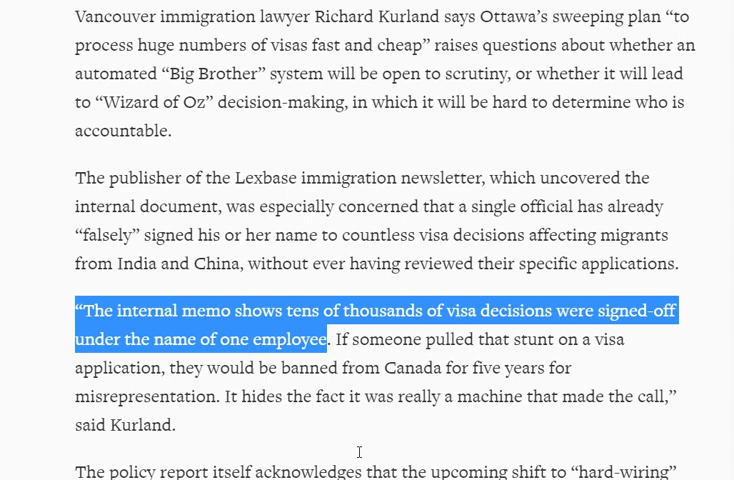 Vancouver immigration lawyer Richard Kurland says Ottawa’s sweeping plan “to
process huge numbers of visas fast and cheap” raises questions about whether an
automated “Big Brother” system will be open to scrutiny, or whether it will lead
to “Wizard of Oz” decision-making, in which it will be hard to determine who is
accountable.
The publisher of the Lexbase immigration newsletter, which uncovered the
internal document, was especially concerned that a single official has already
“falsely” signed his or her name to countless visa decisions affecting migrants
from India and China, without ever having reviewed their specific applications.
“The internal memo shows tens of thousands of visa decisions were signed-off
under the name of one employee. If someone pulled that stunt on a visa
application, they would be banned from Canada for five years for
misrepresentation. It hides the fact it was really a machine that made the call,”
said Kurland.
The policy report itself acknowledges that the upcoming shift to “hard-wiring”